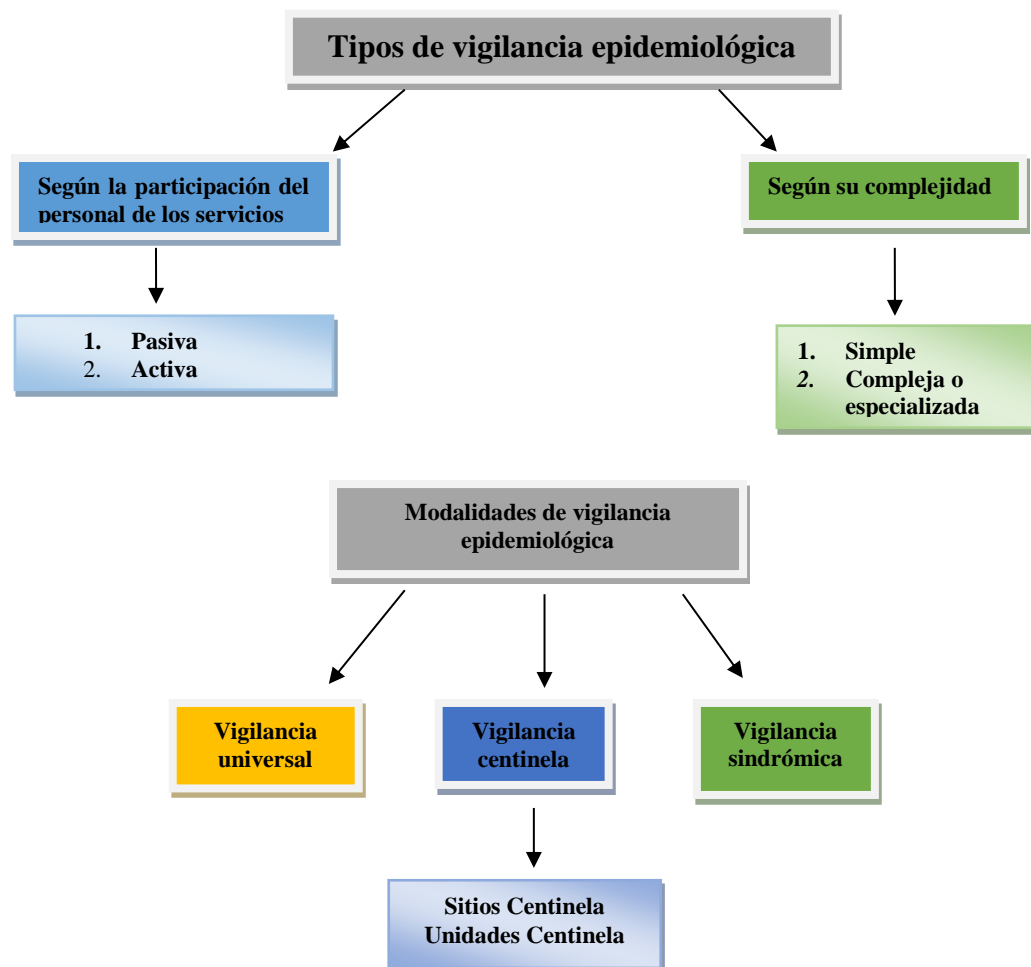 Tipos de vigilancia epidemiológica
Según la participación del
personal de los servicios
Según su complejidad
1. Pasiva
2. Activa
1. Simple
2. Compleja o
especializada
Modalidades de vigilancia
epidemiológica
Vigilancia
universal
Vigilancia
centinela
Vigilancia
sindrómica
Sitios Centinela
Unidades Centinela